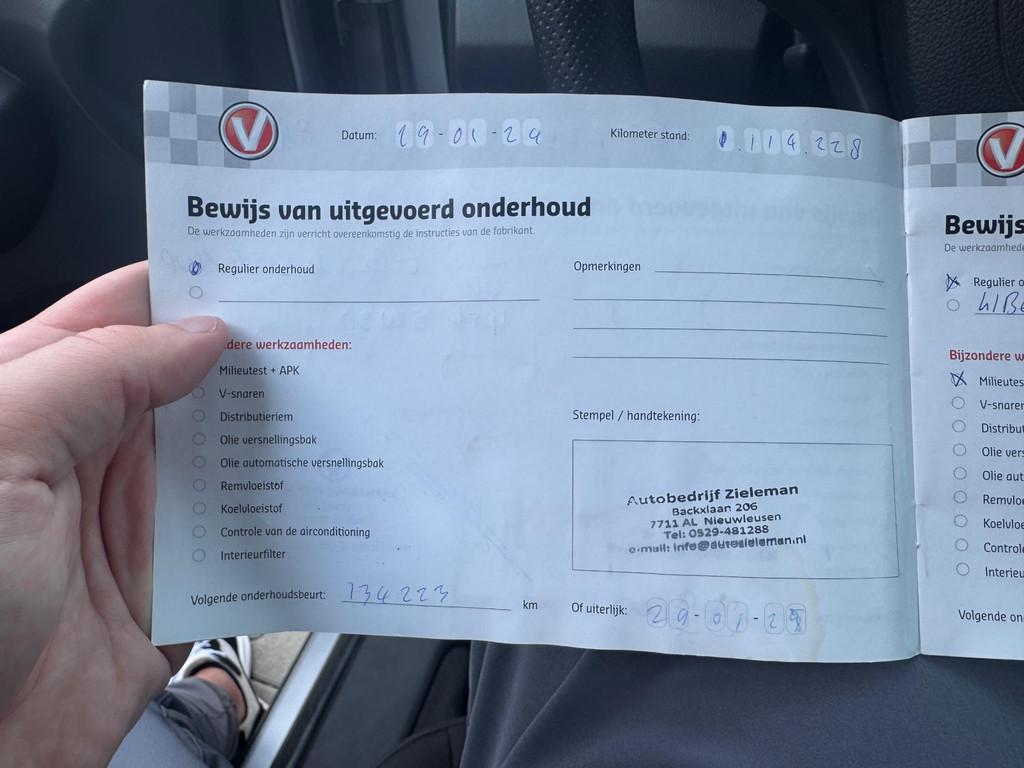 V
Datum: 29-01-24
Kilometer stand: 0.114.228
Bewijs van uitgevoerd onderhoud
De werkzaamheden zijn verricht overeenkomstig de instructies van de fabrikant.
Regulier onderhoud
dere werkzaamheden:
Milieutest + APK
V-snaren
Distributieriem
Olie versnellingsbak
Olie automatische versnellingsbak
Remvloeistof
Koelvloeistof
Controle van de airconditioning
Interieurfilter
Volgende onderhoudsbeurt: 134223 km
Opmerkingen
Stempel / handtekening:
Autobedrijf Zieleman
Backxlaan 206
7711 AL Nieuwleusen
Tel: 0529-481288
e-mail: info@autozieleman.nl
Of uiterlijk: 29-01-25
V
Bewijs
De werkzaamhede
Regulier o
Bijzondere w
Milieutes
V-snaren
Distribut
Olie vers
Olie aut
Remvloe
Koelvloe
Controle
Interieu
Volgende on